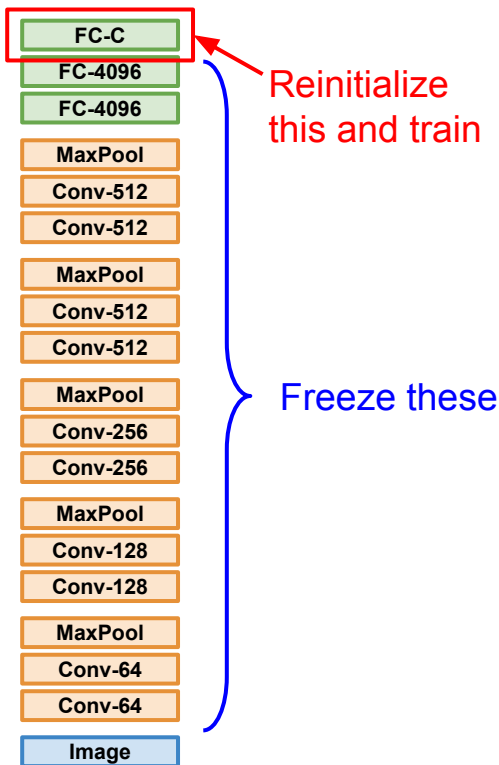 FC-C
FC-4096
FC-4096
MaxPool
Conv-512
Conv-512
MaxPool
Conv-512
Conv-512
MaxPool
Conv-256
Conv-256
MaxPool
Conv-128
Conv-128
MaxPool
Conv-64
Conv-64
Image
Reinitialize
this and train
Freeze these